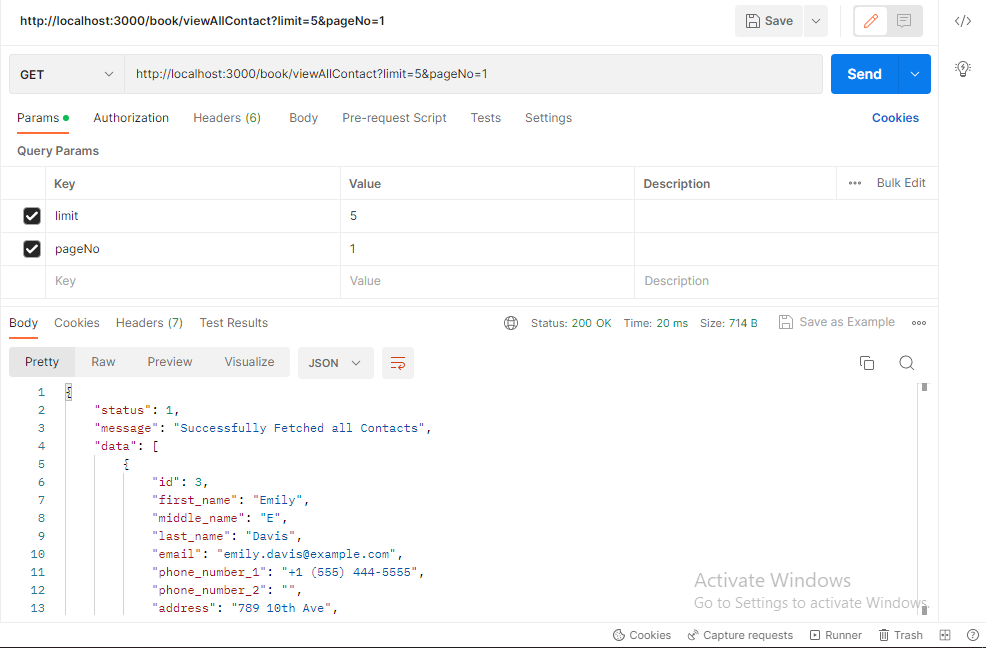 http://localhost:3000/book/viewAllContact?limit=5&pageNo=1 Save </>
GET http://localhost:3000/book/viewAllContact?limit=5&pageNo=1 Send
Params Authorization Headers (6) Body Pre-request Script Tests Settings Cookies
Query Params
Key Value Description ••• Bulk Edit
limit 5
pageNo 1
Key Value Description
Body Cookies Headers (7) Test Results Status: 200 OK Time: 20 ms Size: 714 B Save as Example
Pretty Raw Preview Visualize JSON
1 {
2 "status": 1,
3 "message": "Successfully Fetched all Contacts",
4 "data": [
5 {
6 "id": 3,
7 "first_name": "Emily",
8 "middle_name": "E",
9 "last_name": "Davis",
10 "email": "emily.davis@example.com",
11 "phone_number_1": "+1 (555) 444-5555",
12 "phone_number_2": "",
13 "address": "789 10th Ave",
Activate Windows
Go to Settings to activate Windows.
Cookies Capture requests Runner Trash